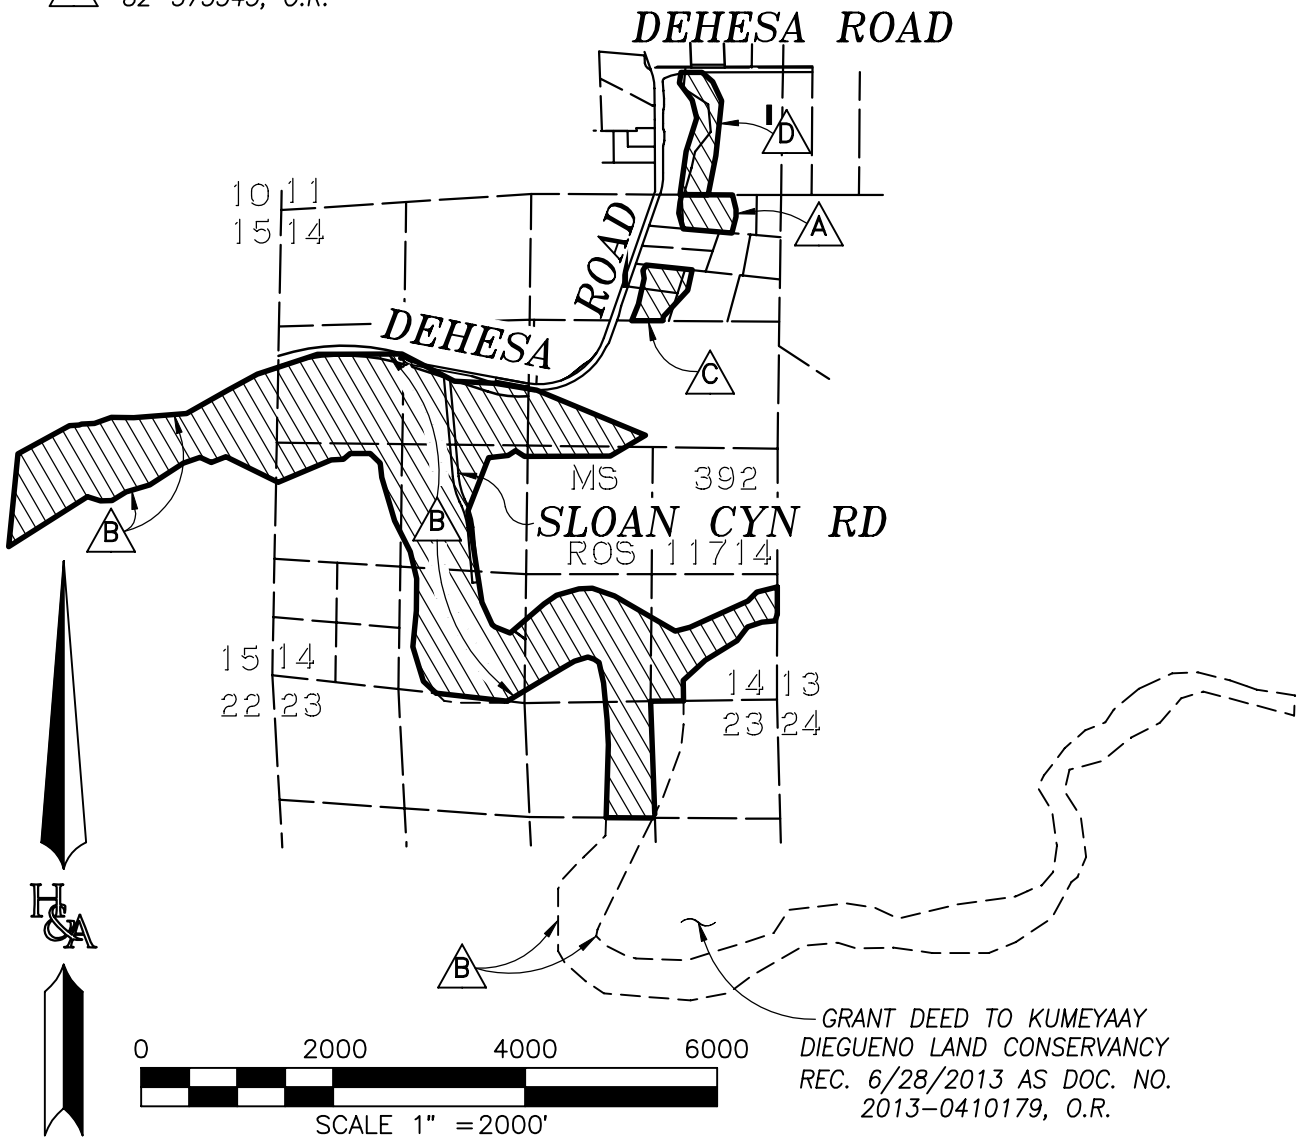 82-375545, O.R.
DEHESA ROAD
D
10 11
15 14
A
ROAD
DEHESA
C
MS 392
B
B
SLOAN CYN RD
ROS 11714
15 14
22 23
14 13
23 24
H&A
B
GRANT DEED TO KUMEYAAY
DIEGUENO LAND CONSERVANCY
REC. 6/28/2013 AS DOC. NO.
2013-0410179, O.R.
0 2000 4000 6000
SCALE 1" =2000'